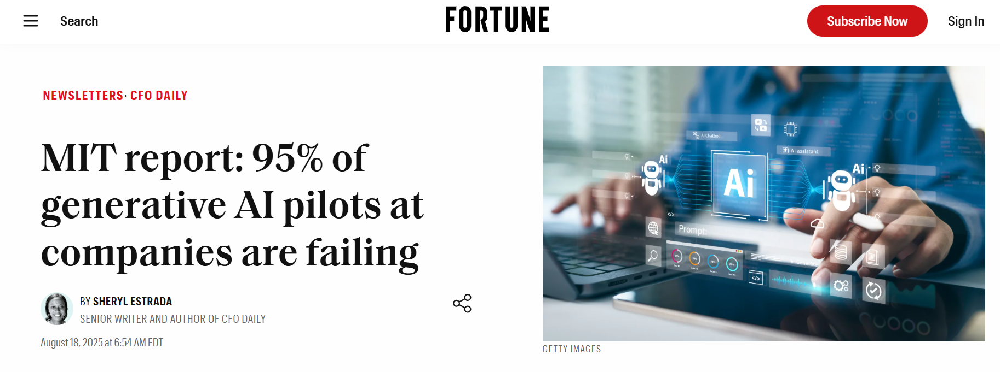 Search
FORTUNE
Subscribe Now
Sign In
NEWSLETTERS · CFO DAILY
MIT report: 95% of
generative AI pilots at
companies are failing
BY SHERYL ESTRADA
SENIOR WRITER AND AUTHOR OF CFO DAILY
August 18, 2025 at 6:54 AM EDT
AI Chatbot
AI assistant
Ai
Ai
Ai
</>
Prompt:
Generate
</>
GETTY IMAGES